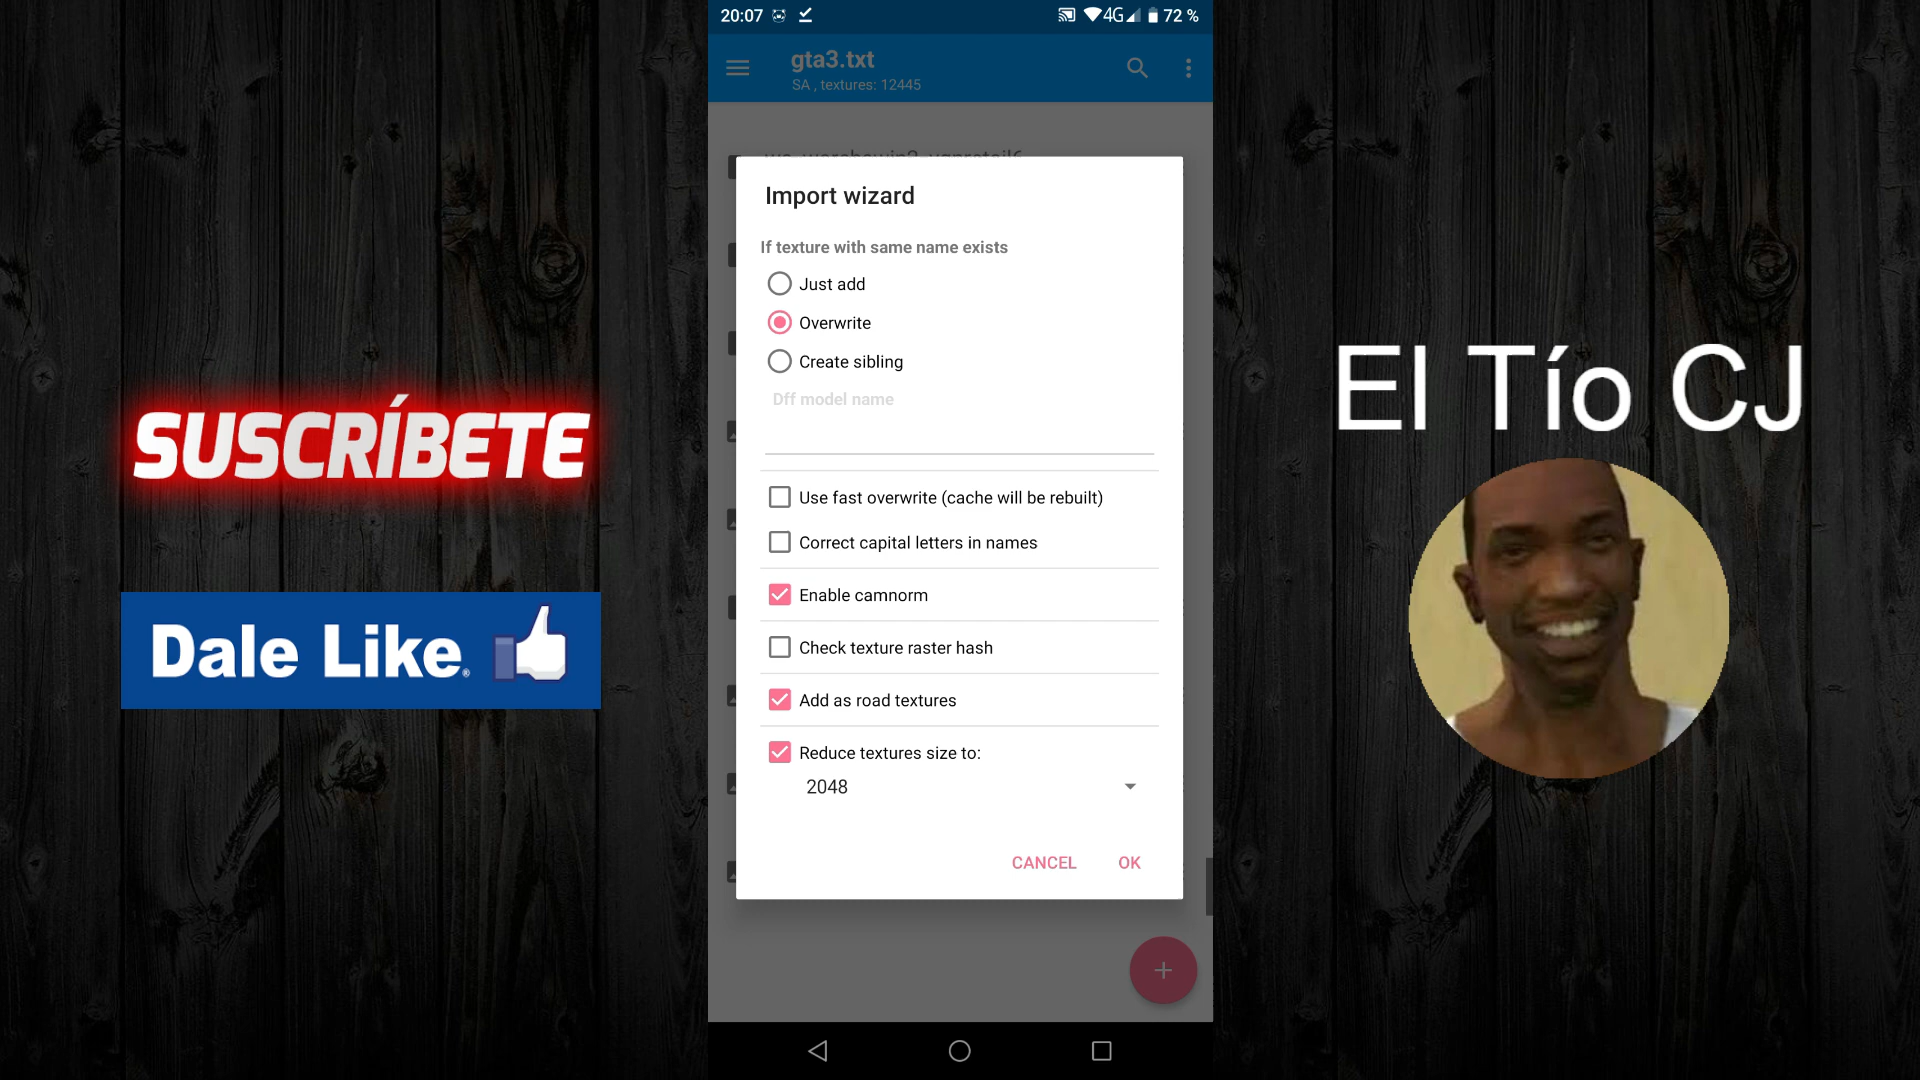 20:07
4G
72 %
gta3.txt
SA , textures: 12445
Import wizard
If texture with same name exists
Just add
Overwrite
Create sibling
Dff model name
Use fast overwrite (cache will be rebuilt)
Correct capital letters in names
Enable camnorm
Check texture raster hash
Add as road textures
Reduce textures size to:
2048
CANCEL
OK
SUSCRÍBETE
Dale Like®
El Tío CJ